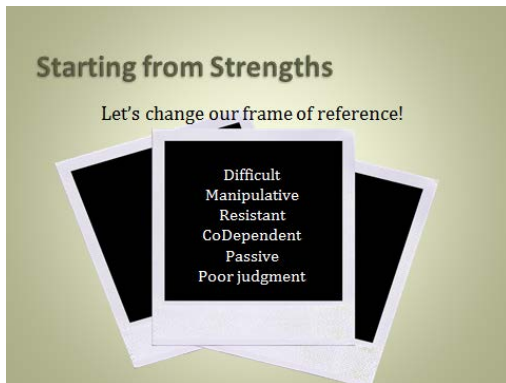 Starting from Strengths
Let's change our frame of reference!
Difficult
Manipulative
Resistant
CoDependent
Passive
Poor judgment